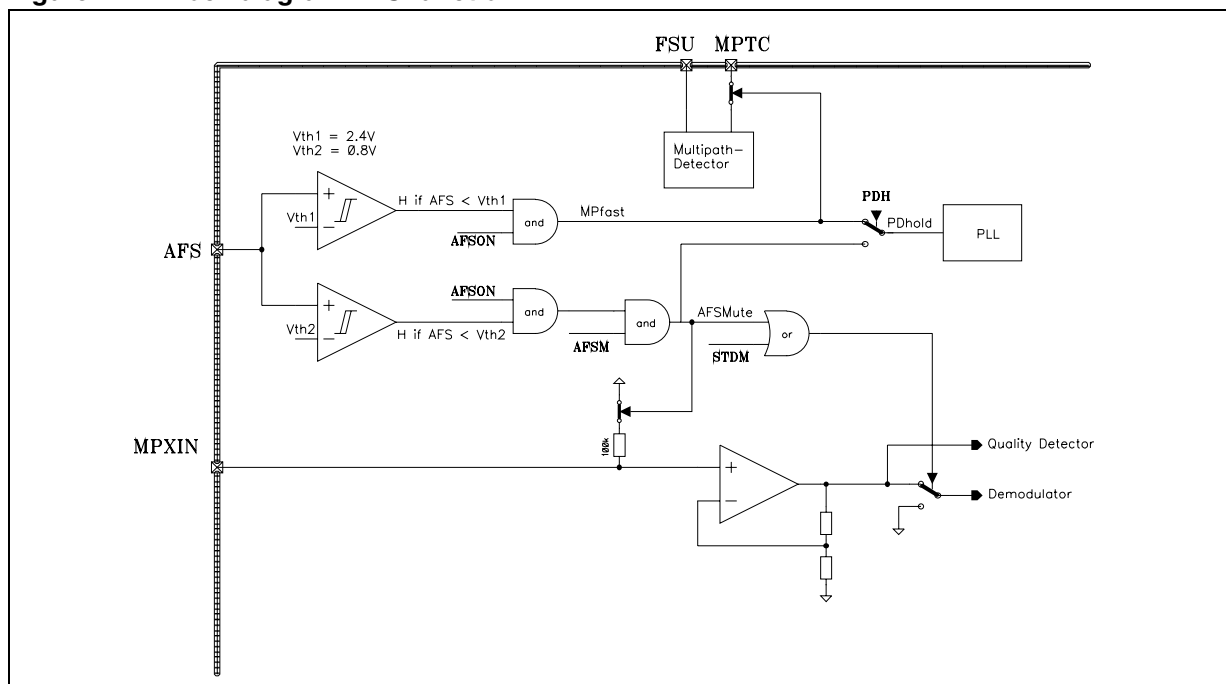 FSU MPTC
Vth1 = 2.4V
Vth2 = 0.8V
Multipath-
Detector
+
H if AFS < Vth1
and
MPfast
PDH
PDhold
PLL
Vth1
−
AFSON
AFS
+
AFSON
and
and
AFSMute
or
Vth2
−
H if AFS < Vth2
AFSM
STDM
100k
MPXIN
+
−
Quality Detector
Demodulator